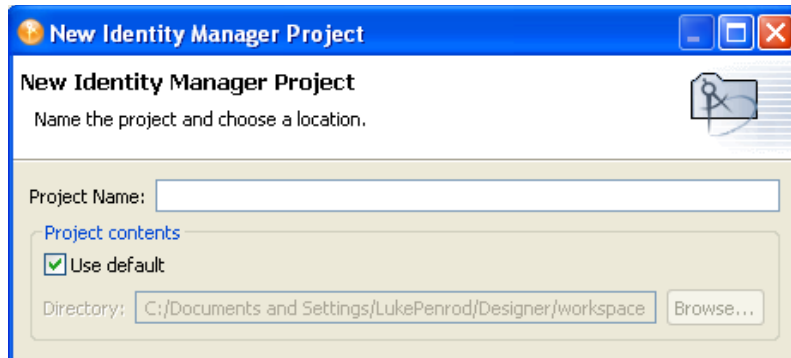 New Identity Manager Project
New Identity Manager Project
Name the project and choose a location.
Project Name:
Project contents
Use default
Directory: C:/Documents and Settings/LukePenrod/Designer/workspace Browse...